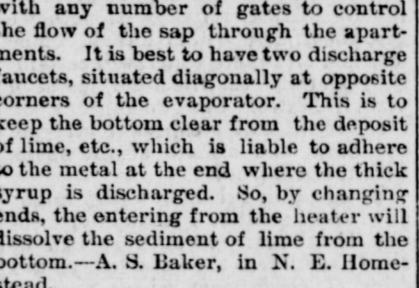 with any number of gates to control
the flow of the sap through the apart-
ments. It is best to have two discharge
faucets, situated diagonally at opposite
corners of the evaporator. This is to
keep the bottom clear from the deposit
of lime, etc., which is liable to adhere
to the metal at the end where the thick
syrup is discharged. So, by changing
ends, the entering from the heater will
dissolve the sediment of lime from the
bottom.—A. S. Baker, in N. E. Home-
stead.